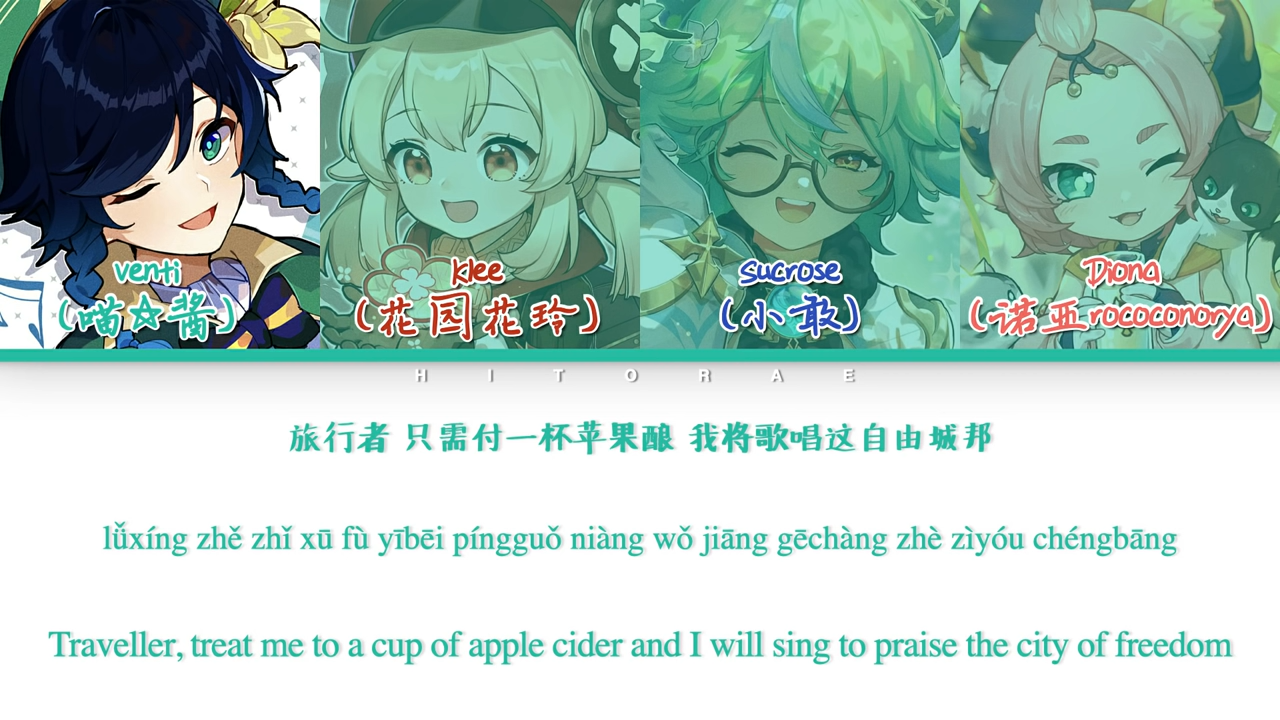 venti
(喵☆酱)
Klee
(花园花玲)
sucrose
(小敢)
Diona
(诺亚rococonorya)
H I T O R A E
旅行者 只需付一杯苹果酿 我将歌唱这自由城邦
lǚxíng zhě zhǐ xū fù yībēi píngguǒ niàng wǒ jiāng gēchàng zhè zìyóu chéngbāng
Traveller, treat me to a cup of apple cider and I will sing to praise the city of freedom